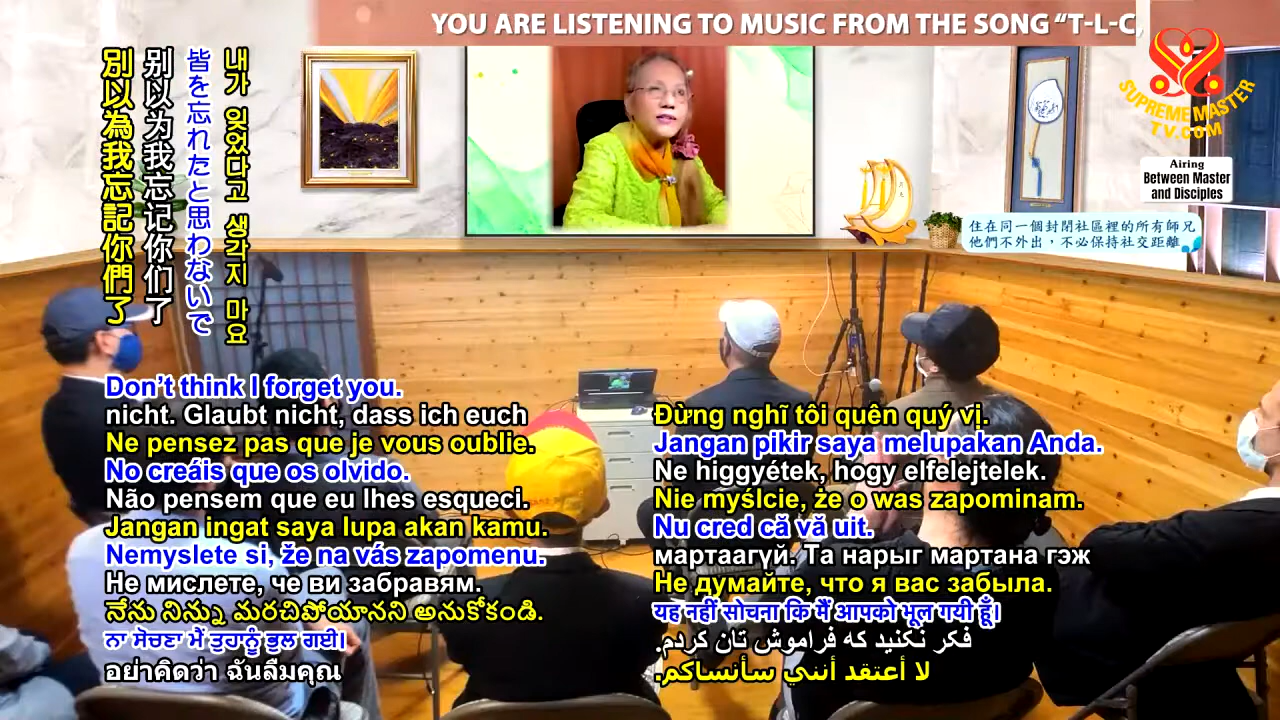 YOU ARE LISTENING TO MUSIC FROM THE SONG “T-L-C,
SUPREME MASTER
TV.COM
Airing
Between Master
and Disciples
住在同一個封閉社區裡的所有師兄
他們不外出，不必保持社交距離
別以為我忘記你們了
别以为我忘记你们了
皆を忘れたと思わないで
내가 잊었다고 생각지 마요
Don’t think I forget you.
nicht. Glaubt nicht, dass ich euch
Ne pensez pas que je vous oublie.
No creáis que os olvido.
Não pensem que eu lhes esqueci.
Jangan ingat saya lupa akan kamu.
Nemyslete si, že na vás zapomenu.
Не мислете, че ви забравям.
నేను నిన్ను మరచిపోయానని అనుకోకండి.
ਨਾ ਸੋਚਣਾ ਮੈਂ ਤੁਹਾਨੂੰ ਭੁਲ ਗਈ।
อย่าคิดว่า ฉันลืมคุณ
Đừng nghĩ tôi quên quý vị.
Jangan pikir saya melupakan Anda.
Ne higgyétek, hogy elfelejtelek.
Nie myślcie, że o was zapominam.
Nu cred că vă uit.
мартаагүй. Та нарыг мартана гэж
Не думайте, что я вас забыла.
यह नहीं सोचना कि मैं आपको भूल गयी हूँ।
فکر نکنید که فراموش تان کردم.
لا أعتقد أنني سأنساكم.